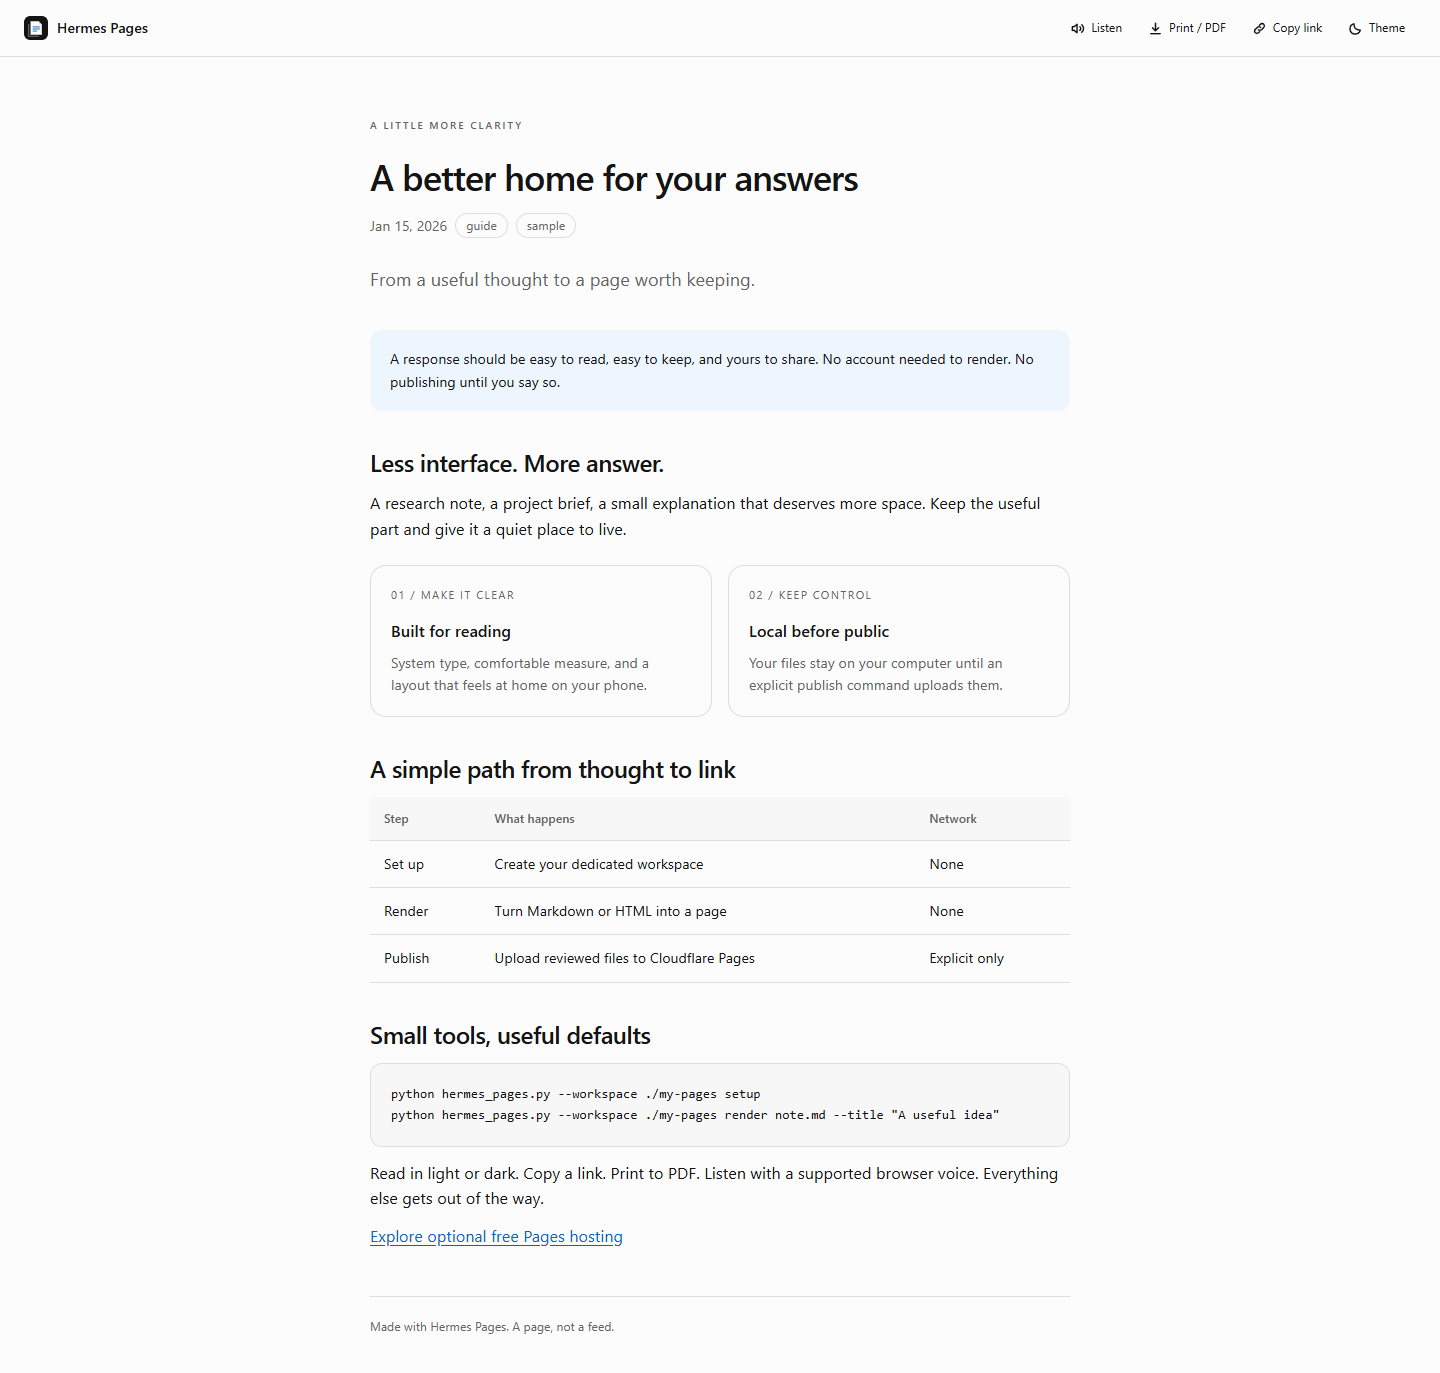 Hermes Pages
Listen
Print / PDF
Copy link
Theme
A LITTLE MORE CLARITY
A better home for your answers
Jan 15, 2026
guide
sample
From a useful thought to a page worth keeping.
A response should be easy to read, easy to keep, and yours to share. No account needed to render. No
publishing until you say so.
Less interface. More answer.
A research note, a project brief, a small explanation that deserves more space. Keep the useful
part and give it a quiet place to live.
01 / MAKE IT CLEAR
Built for reading
System type, comfortable measure, and a
layout that feels at home on your phone.
02 / KEEP CONTROL
Local before public
Your files stay on your computer until an
explicit publish command uploads them.
A simple path from thought to link
Step What happens Network
Set up Create your dedicated workspace None
Render Turn Markdown or HTML into a page None
Publish Upload reviewed files to Cloudflare Pages Explicit only
Small tools, useful defaults
python hermes_pages.py --workspace ./my-pages setup
python hermes_pages.py --workspace ./my-pages render note.md --title "A useful idea"
Read in light or dark. Copy a link. Print to PDF. Listen with a supported browser voice. Everything
else gets out of the way.
Explore optional free Pages hosting
Made with Hermes Pages. A page, not a feed.